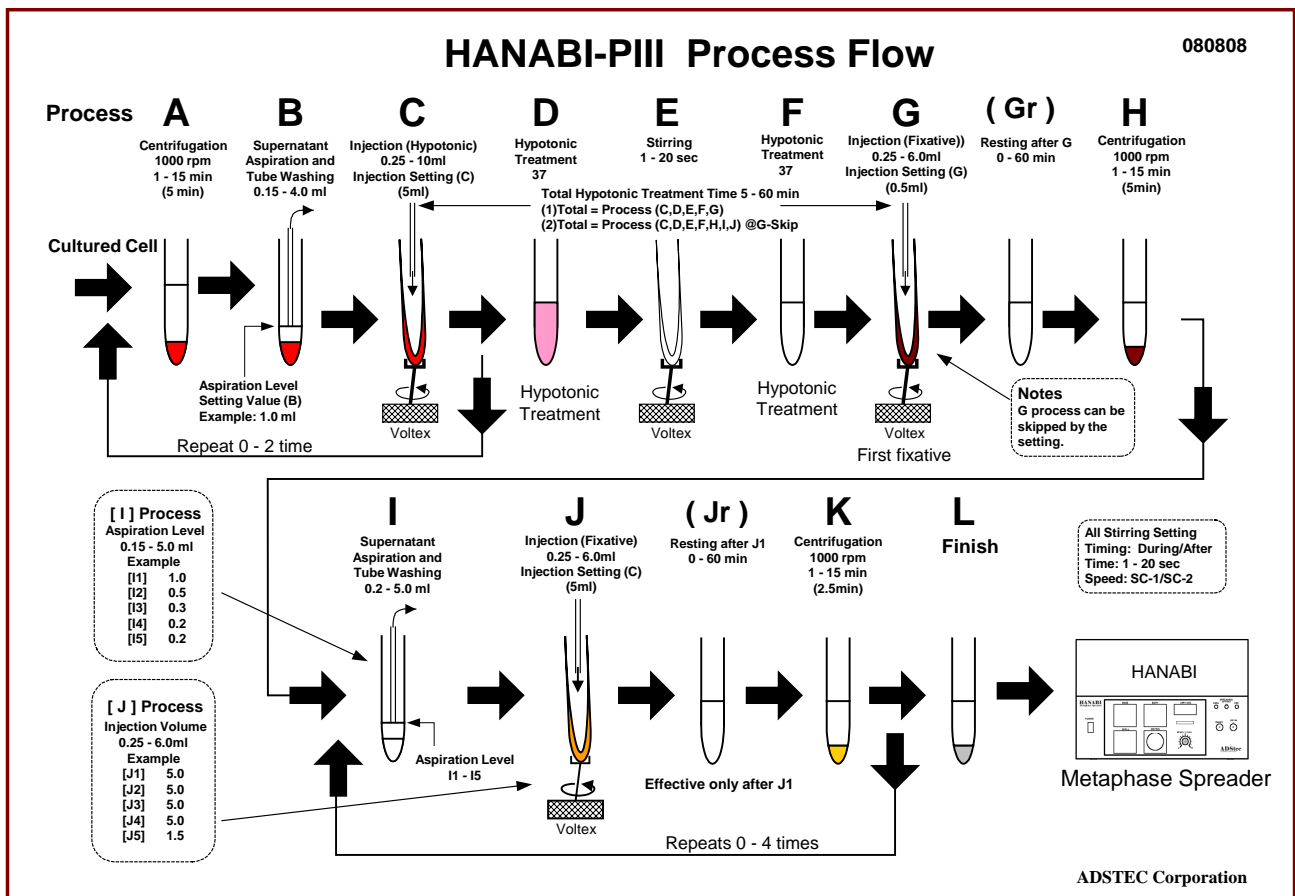 HANABI-PIII Process Flow
080808
Process
A
Centrifugation
1000 rpm
1 - 15 min
(5 min)
B
Supernatant
Aspiration and
Tube Washing
0.15 - 4.0 ml
C
Injection (Hypotonic)
0.25 - 10ml
Injection Setting (C)
(5ml)
D
Hypotonic
Treatment
37
E
Stirring
1 - 20 sec
F
Hypotonic
Treatment
37
G
Injection (Fixative))
0.25 - 6.0ml
Injection Setting (G)
(0.5ml)
( Gr )
Resting after G
0 - 60 min
H
Centrifugation
1000 rpm
1 - 15 min
(5min)
Total Hypotonic Treatment Time 5 - 60 min
(1)Total = Process (C,D,E,F,G)
(2)Total = Process (C,D,E,F,H,I,J) @G-Skip
Cultured Cell
Aspiration Level
Setting Value (B)
Example: 1.0 ml
Voltex
Hypotonic
Treatment
Voltex
Hypotonic
Treatment
Voltex
First fixative
Notes
G process can be
skipped by the
setting.
Repeat 0 - 2 time
[ I ] Process
Aspiration Level
0.15 - 5.0 ml
Example
[I1] 1.0
[I2] 0.5
[I3] 0.3
[I4] 0.2
[I5] 0.2
I
Supernatant
Aspiration and
Tube Washing
0.2 - 5.0 ml
J
Injection (Fixative)
0.25 - 6.0ml
Injection Setting (C)
(5ml)
( Jr )
Resting after J1
0 - 60 min
K
Centrifugation
1000 rpm
1 - 15 min
(2.5min)
L
Finish
All Stirring Setting
Timing: During/After
Time: 1 - 20 sec
Speed: SC-1/SC-2
[ J ] Process
Injection Volume
0.25 - 6.0ml
Example
[J1] 5.0
[J2] 5.0
[J3] 5.0
[J4] 5.0
[J5] 1.5
Aspiration Level
I1 - I5
Voltex
Effective only after J1
Repeats 0 - 4 times
HANABI
HANABI
ADStec
Metaphase Spreader
ADSTEC Corporation